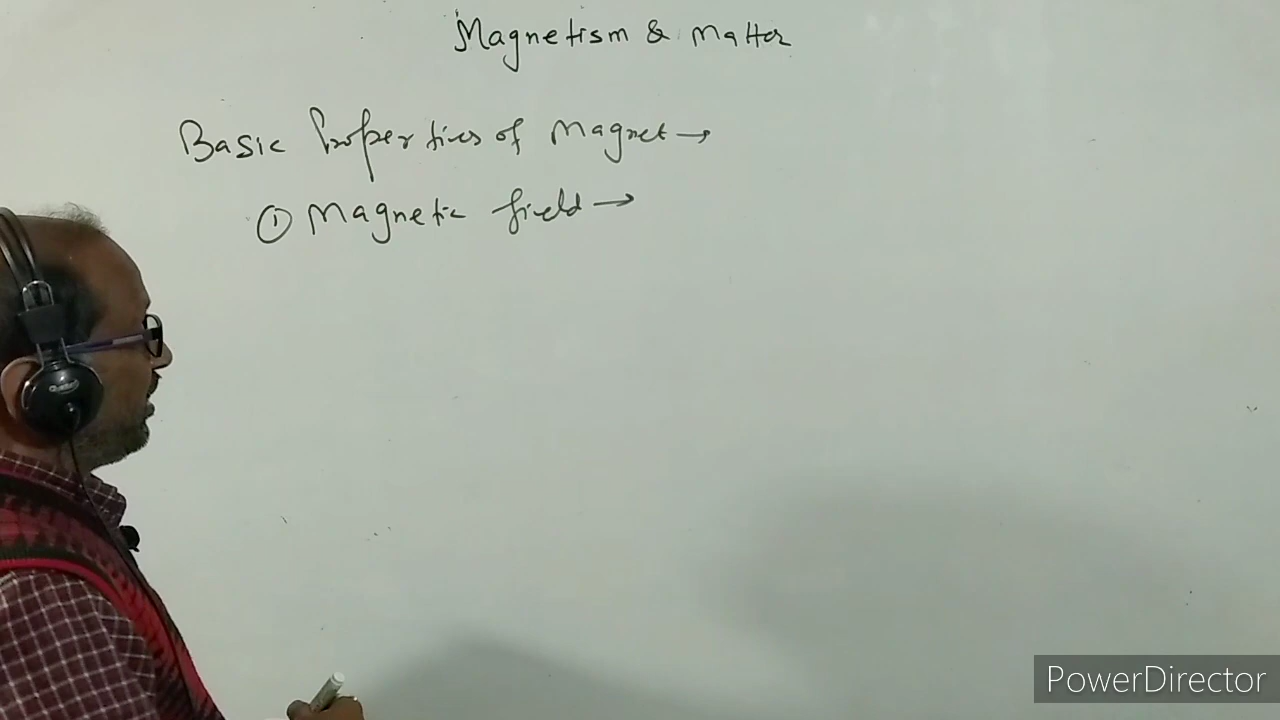 Magnetism & Matter
Basic Properties of Magnet →
① Magnetic field →
PowerDirector